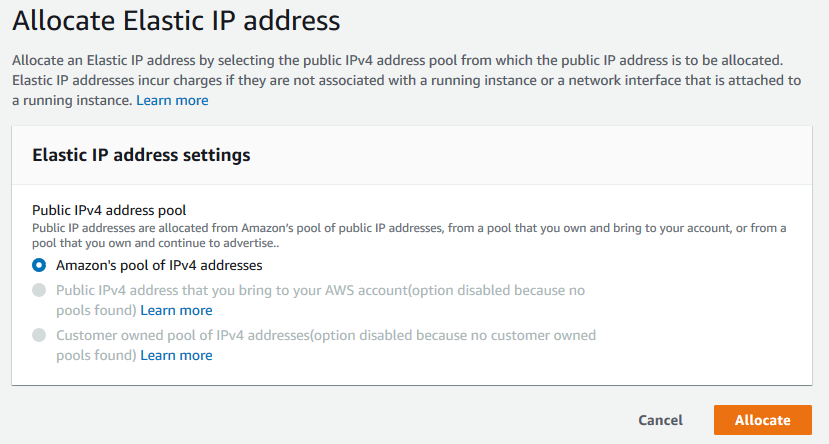 Allocate Elastic IP address
Allocate an Elastic IP address by selecting the public IPv4 address pool from which the public IP address is to be allocated.
Elastic IP addresses incur charges if they are not associated with a running instance or a network interface that is attached to
a running instance. Learn more
Elastic IP address settings
Public IPv4 address pool
Public IP addresses are allocated from Amazon's pool of public IP addresses, from a pool that you own and bring to your account, or from a
pool that you own and continue to advertise..
Amazon's pool of IPv4 addresses
Public IPv4 address that you bring to your AWS account(option disabled because no
pools found) Learn more
Customer owned pool of IPv4 addresses(option disabled because no customer owned
pools found) Learn more
Cancel Allocate